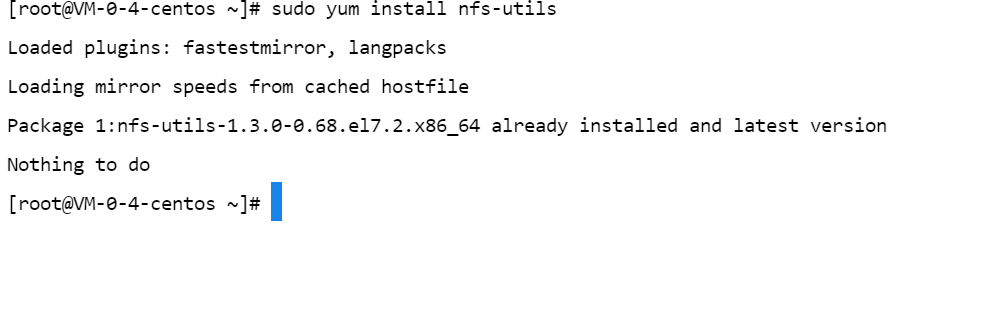 [root@VM-0-4-centos ~]# sudo yum install nfs-utils
Loaded plugins: fastestmirror, langpacks
Loading mirror speeds from cached hostfile
Package 1:nfs-utils-1.3.0-0.68.el7.2.x86_64 already installed and latest version
Nothing to do
[root@VM-0-4-centos ~]#